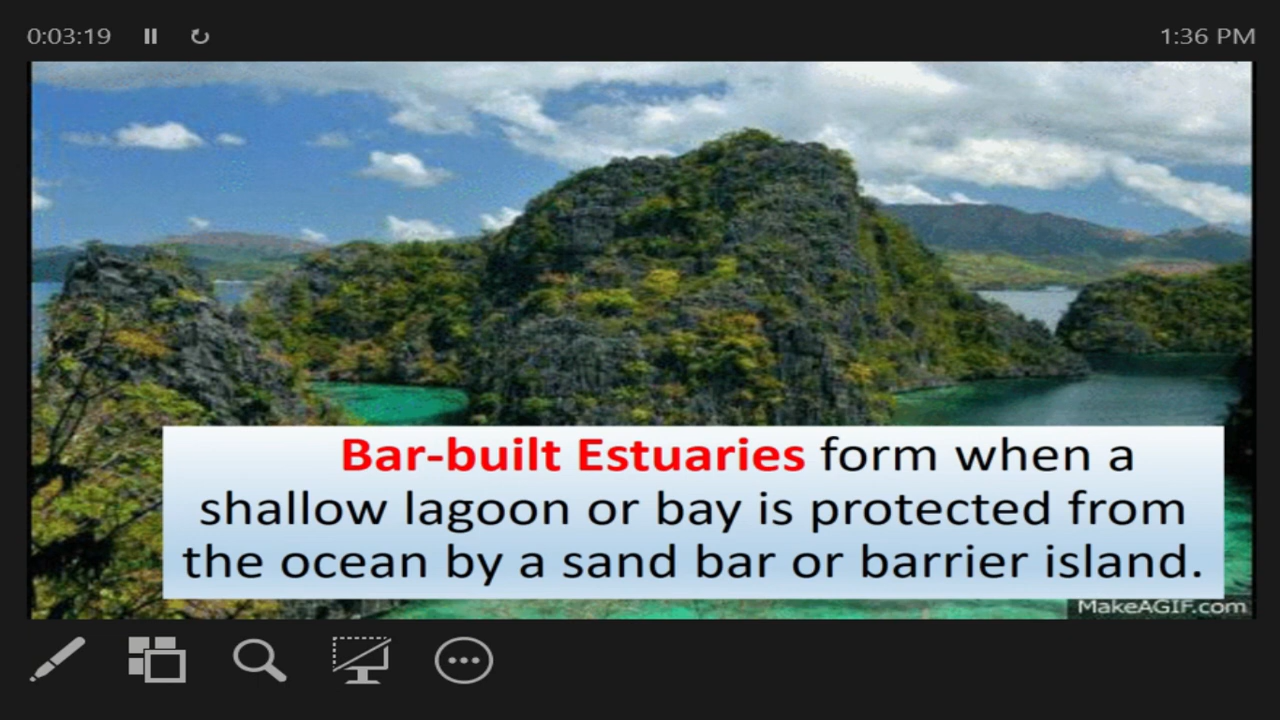 0:03:19
1:36 PM
Bar-built Estuaries form when a
shallow lagoon or bay is protected from
the ocean by a sand bar or barrier island.
MakeAGIF.com